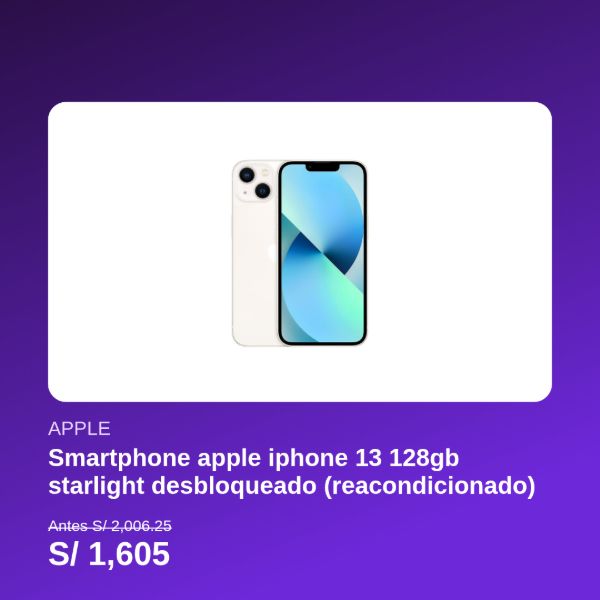 APPLE
Smartphone apple iphone 13 128gb
starlight desbloqueado (reacondicionado)
Antes S/ 2,006.25
S/ 1,605